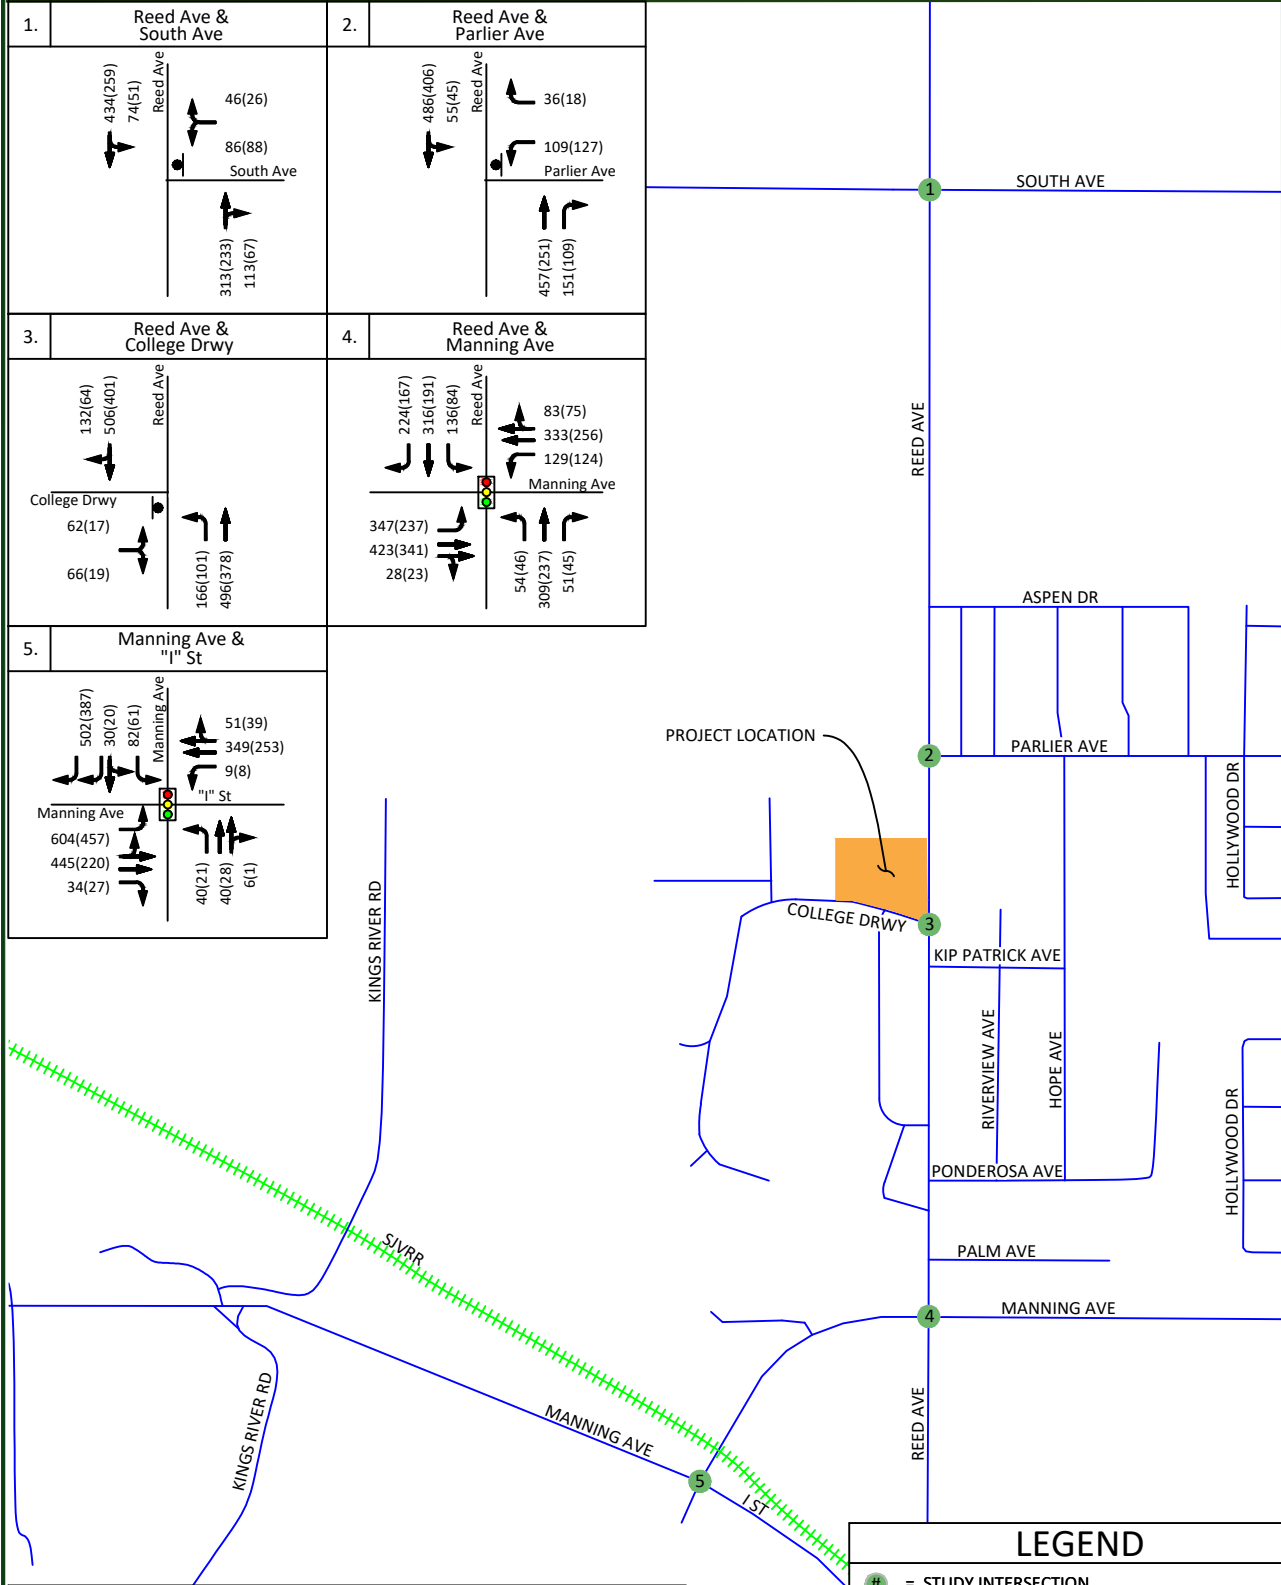 1.
Reed Ave &
South Ave
Reed Ave
434(259)
74(51)
46(26)
86(88)
South Ave
313(233)
113(67)
2.
Reed Ave &
Parlier Ave
Reed Ave
486(406)
55(45)
36(18)
109(127)
Parlier Ave
457(251)
151(109)
3.
Reed Ave &
College Drwy
Reed Ave
132(64)
506(401)
College Drwy
62(17)
66(19)
166(101)
496(378)
4.
Reed Ave &
Manning Ave
Reed Ave
224(167)
316(191)
136(84)
83(75)
333(256)
129(124)
Manning Ave
347(237)
423(341)
28(23)
54(46)
309(237)
51(45)
5.
Manning Ave &
"I" St
Manning Ave
502(387)
30(20)
82(61)
51(39)
349(253)
9(8)
"I" St
Manning Ave
604(457)
445(220)
34(27)
40(21)
40(28)
6(1)
1
SOUTH AVE
REED AVE
ASPEN DR
2
PARLIER AVE
PROJECT LOCATION
HOLLYWOOD DR
COLLEGE DRWY
3
KIP PATRICK AVE
KINGS RIVER RD
RIVERVIEW AVE
HOPE AVE
HOLLYWOOD DR
PONDEROSA AVE
SJVRR
PALM AVE
4
MANNING AVE
KINGS RIVER RD
MANNING AVE
REED AVE
5
I ST
LEGEND
# = STUDY INTERSECTION